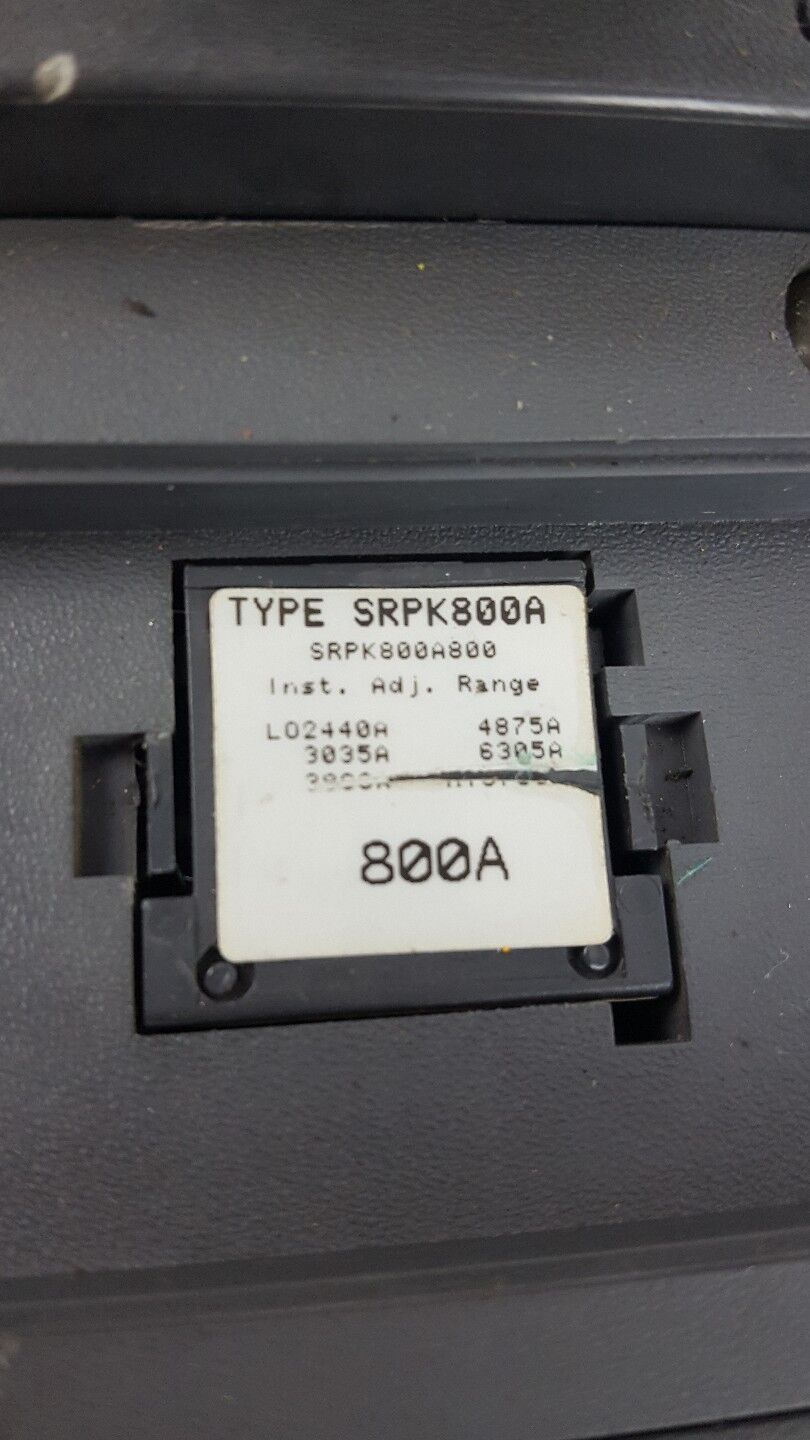 TYPE SRPK800A
SRPK800A800
Inst. Adj. Range
LO2440A 4875A
3035A 6305A
800A